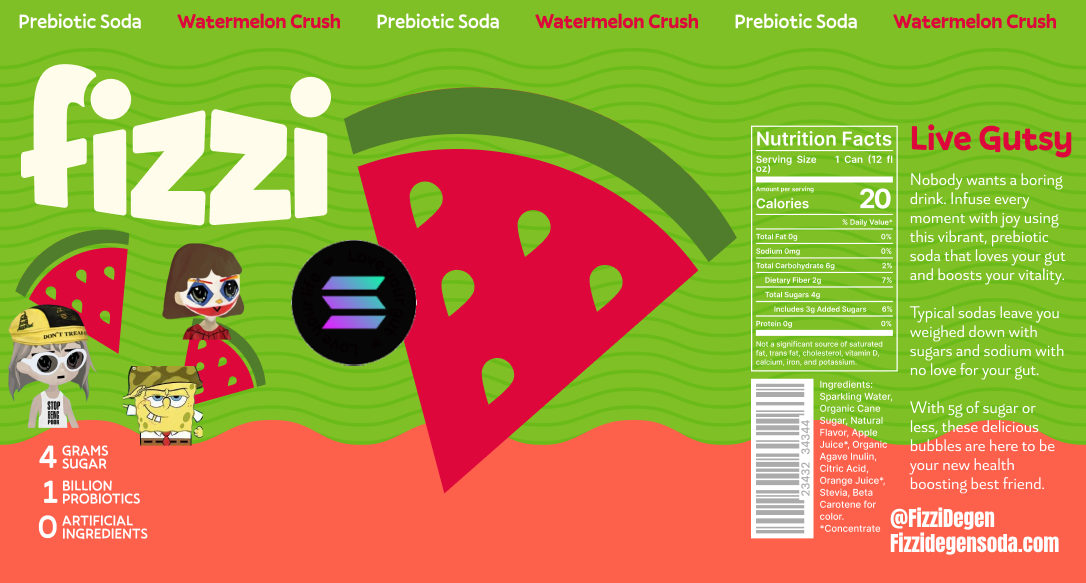 Prebiotic Soda Watermelon Crush Prebiotic Soda Watermelon Crush Prebiotic Soda Watermelon Crush
fizzi
DON'T TREAD
STOP
BEING
POOR
4 GRAMS
SUGAR
1 BILLION
PROBIOTICS
0 ARTIFICIAL
INGREDIENTS
Nutrition Facts
Serving Size 1 Can (12 fl
oz)
Amount per serving
Calories 20
% Daily Value*
Total Fat 0g 0%
Sodium 0mg 0%
Total Carbohydrate 6g 2%
Dietary Fiber 2g 7%
Total Sugars 4g
Includes 3g Added Sugars 6%
Protein 0g 0%
Not a significant source of saturated
fat, trans fat, cholesterol, vitamin D,
calcium, iron, and potassium.
23432 34344
Ingredients:
Sparkling Water,
Organic Cane
Sugar, Natural
Flavor, Apple
Juice*, Organic
Agave Inulin,
Citric Acid,
Orange Juice*,
Stevia, Beta
Carotene for
color.
*Concentrate
Live Gutsy
Nobody wants a boring
drink. Infuse every
moment with joy using
this vibrant, prebiotic
soda that loves your gut
and boosts your vitality.
Typical sodas leave you
weighed down with
sugars and sodium with
no love for your gut.
With 5g of sugar or
less, these delicious
bubbles are here to be
your new health
boosting best friend.
@FizziDegen
Fizzidegensoda.com